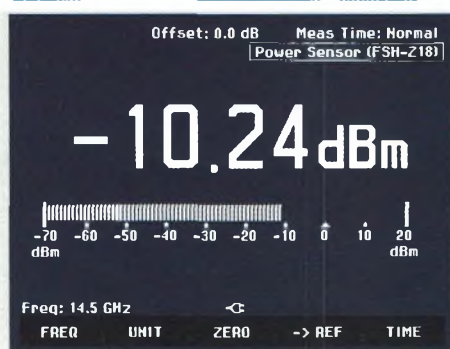 Offset: 0.0 dB Meas Time: Normal
Power Sensor (FSH-Z18)
-10.24 dBm
-70 -60 -50 -40 -30 -20 -10 0 10 20
dBm dBm
Freq: 14.5 GHz
FREQ UNIT ZERO -> REF TIME